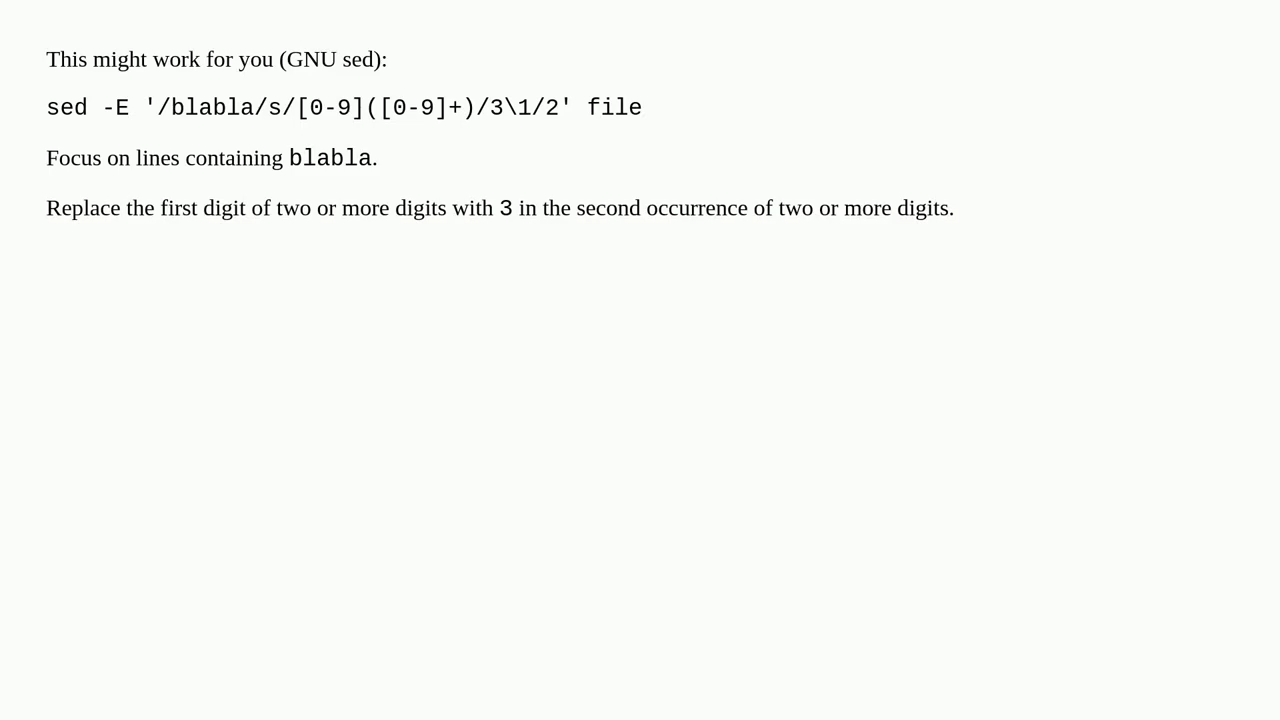 This might work for you (GNU sed):
sed -E '/blabla/s/[0-9]([0-9]+)/3\1/2' file
Focus on lines containing blabla.
Replace the first digit of two or more digits with 3 in the second occurrence of two or more digits.